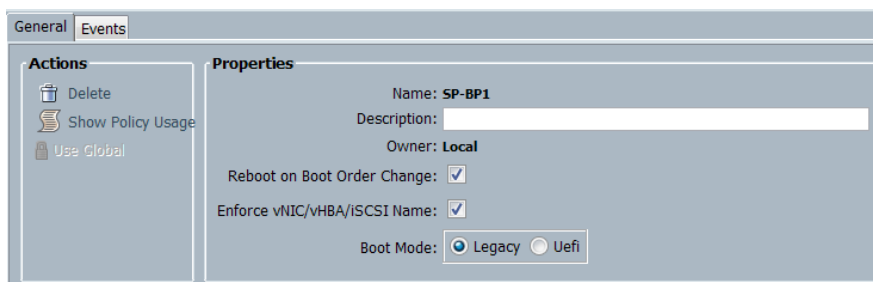 General Events
Actions
Delete
Show Policy Usage
Use Global
Properties
Name: SP-BP1
Description:
Owner: Local
Reboot on Boot Order Change:
Enforce vNIC/vHBA/iSCSI Name:
Boot Mode: Legacy Uefi